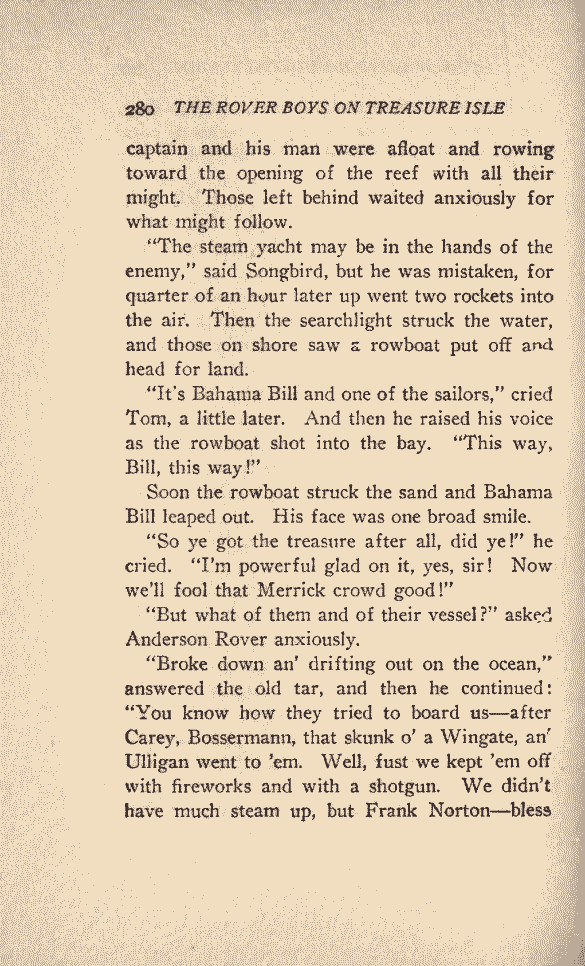 280 THE ROVER BOYS ON TREASURE ISLE
captain and his man were afloat and rowing
toward the opening of the reef with all their
might. Those left behind waited anxiously for
what might follow.
"The steam yacht may be in the hands of the
enemy," said Songbird, but he was mistaken, for
quarter of an hour later up went two rockets into
the air. Then the searchlight struck the water,
and those on shore saw a rowboat put off and
head for land.
"It's Bahama Bill and one of the sailors," cried
Tom, a little later. And then he raised his voice
as the rowboat shot into the bay. "This way,
Bill, this way!"
Soon the rowboat struck the sand and Bahama
Bill leaped out. His face was one broad smile.
"So ye got the treasure after all, did ye!" he
cried. "I'm powerful glad on it, yes, sir! Now
we'll fool that Merrick crowd good!"
"But what of them and of their vessel?" asked
Anderson Rover anxiously.
"Broke down an' drifting out on the ocean,"
answered the old tar, and then he continued:
"You know how they tried to board us—after
Carey, Bossermann, that skunk o' a Wingate, an'
Ulligan went to 'em. Well, fust we kept 'em off
with fireworks and with a shotgun. We didn't
have much steam up, but Frank Norton—bless